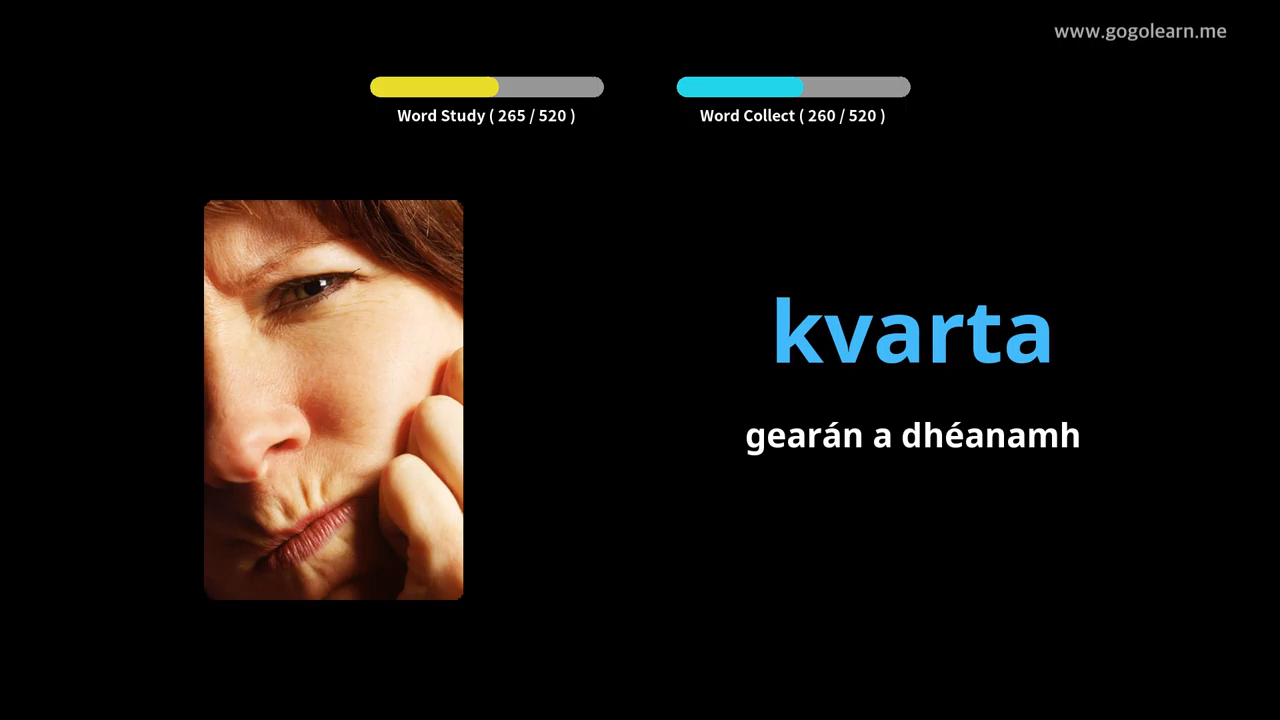 www.gogolearn.me
Word Study ( 265 / 520 )
Word Collect ( 260 / 520 )
kvarta
gearán a dhéanamh